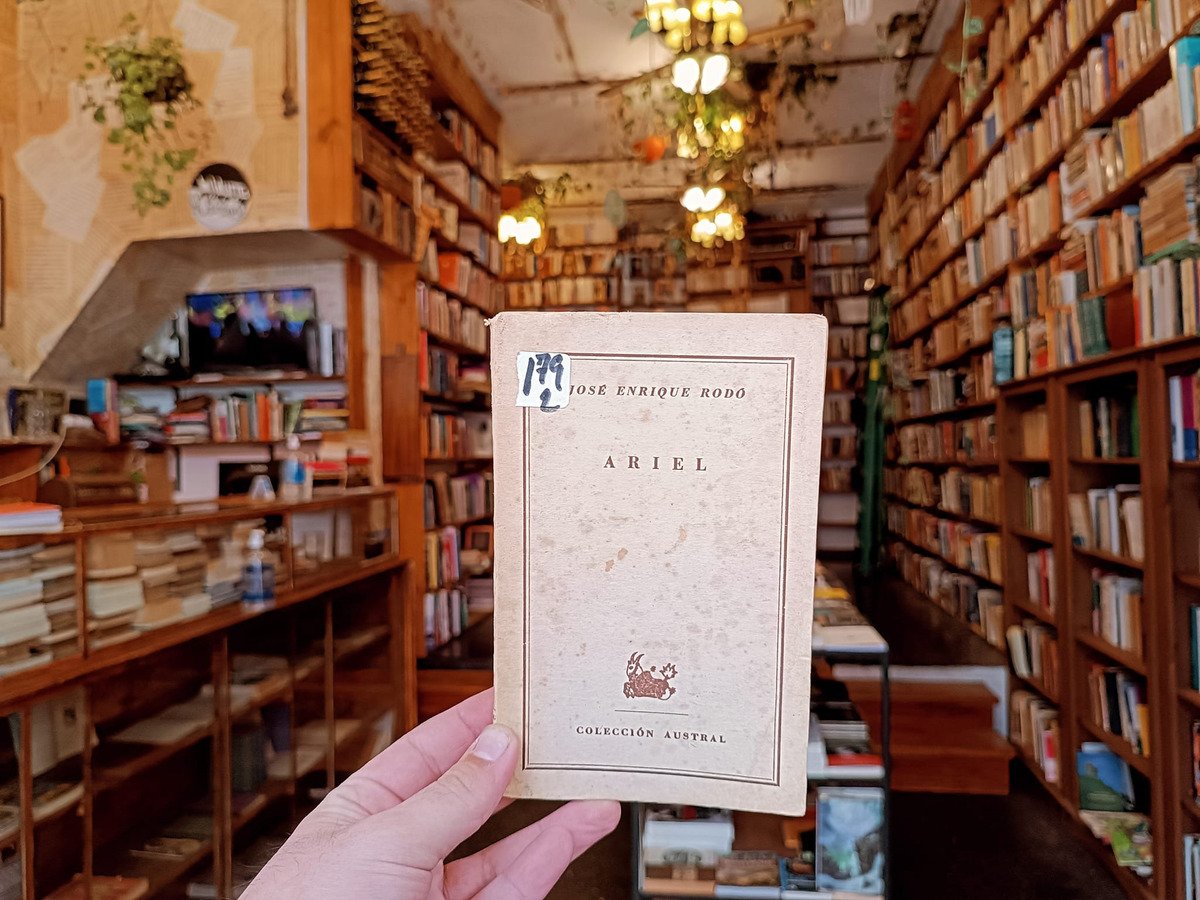 179
2
JOSÉ ENRIQUE RODÓ
ARIEL
COLECCIÓN AUSTRAL